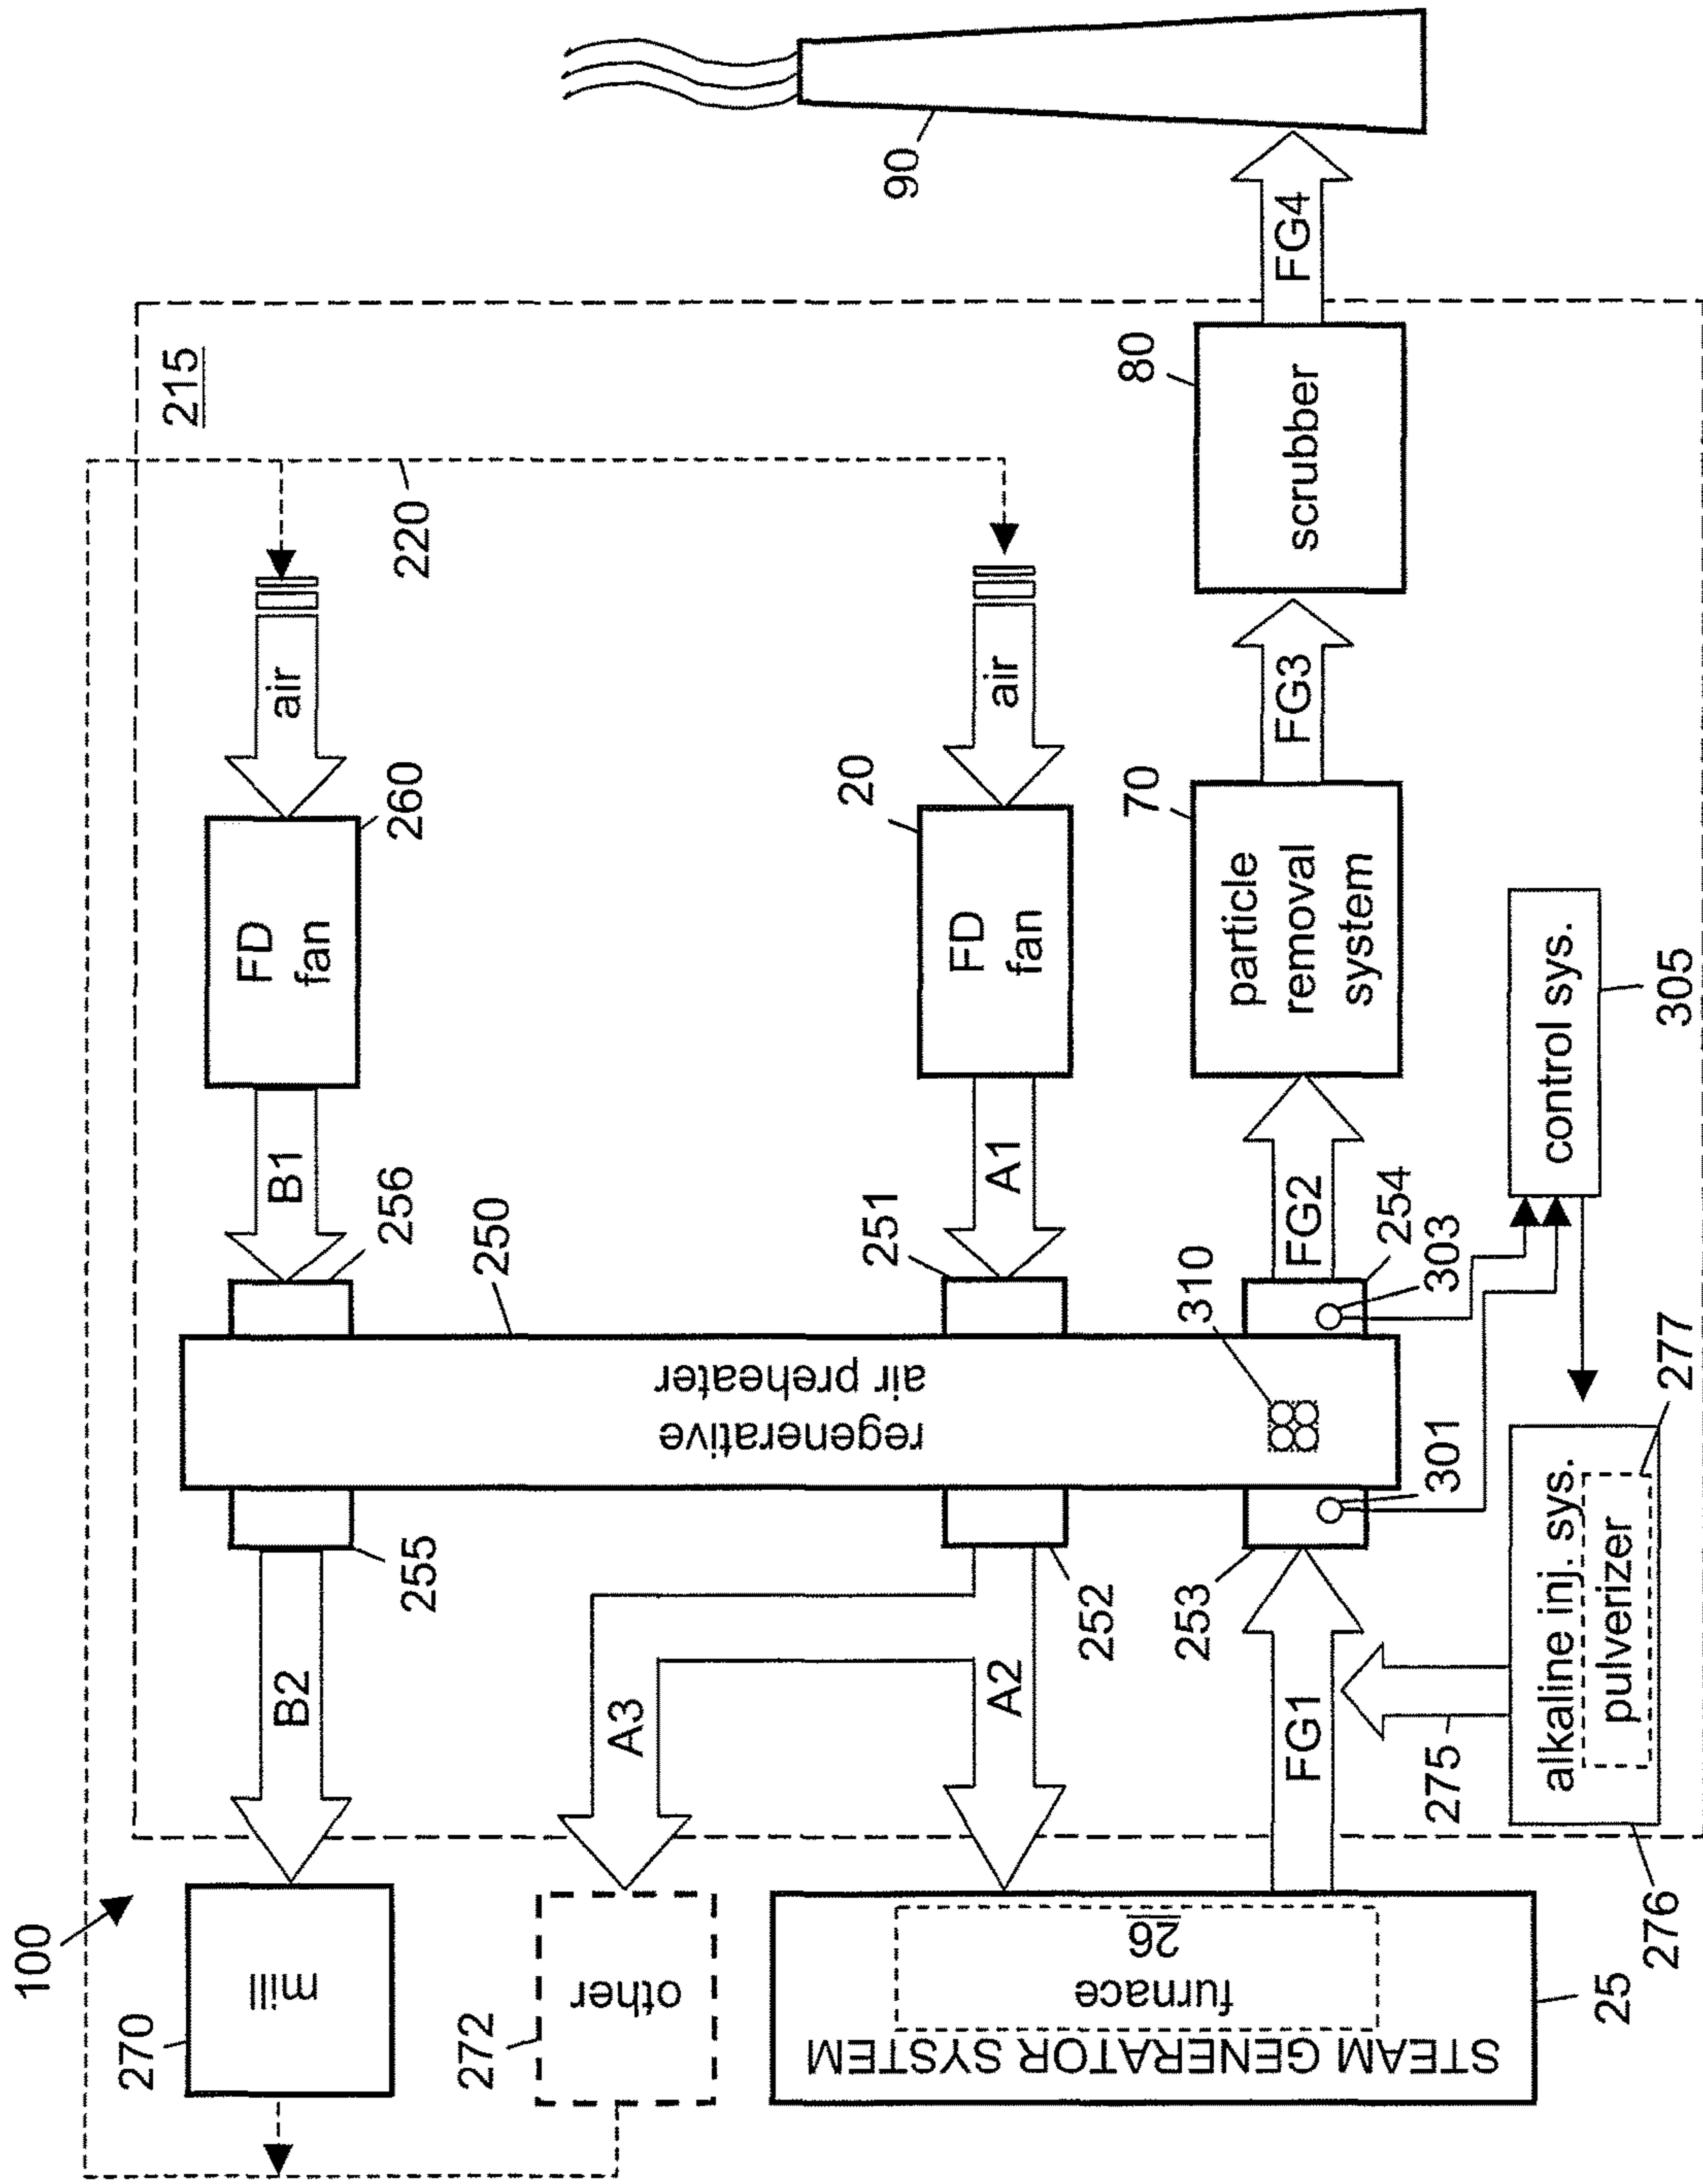 100
270
mill
B2
255
B1
256
FD
fan
260
air
215
220
272
other
A3
250
regenerative
air preheater
252
A2
251
A1
FD
fan
20
air
STEAM GENERATOR SYSTEM
furnace
26
25
FG1
253
301
310
254
303
FG2
particle
removal
system
70
FG3
scrubber
80
FG4
90
275
276
alkaline inj. sys.
pulverizer
277
control sys.
305